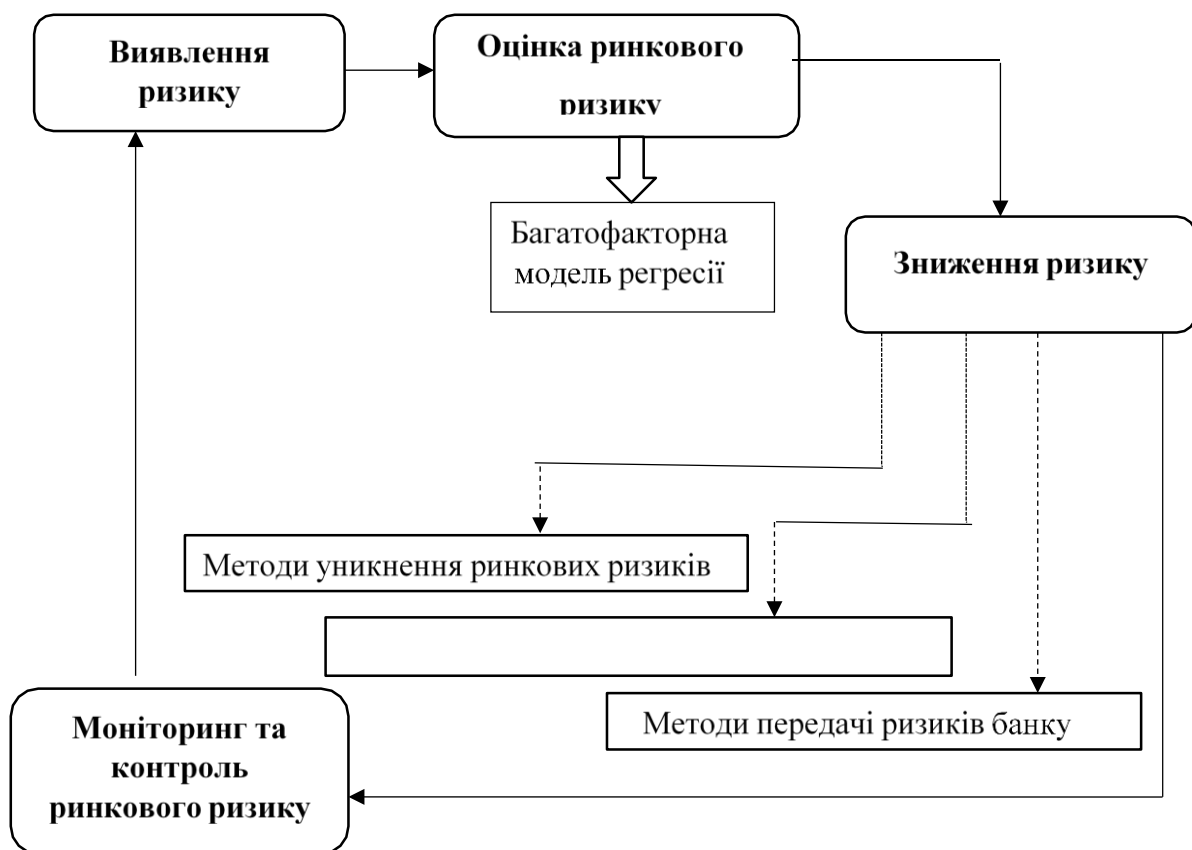 Виявлення
ризику
Оцінка ринкового
ризику
Багатофакторна
модель регресії
Зниження ризику
Методи уникнення ринкових ризиків
Методи передачі ризиків банку
Моніторинг та
контроль
ринкового ризику